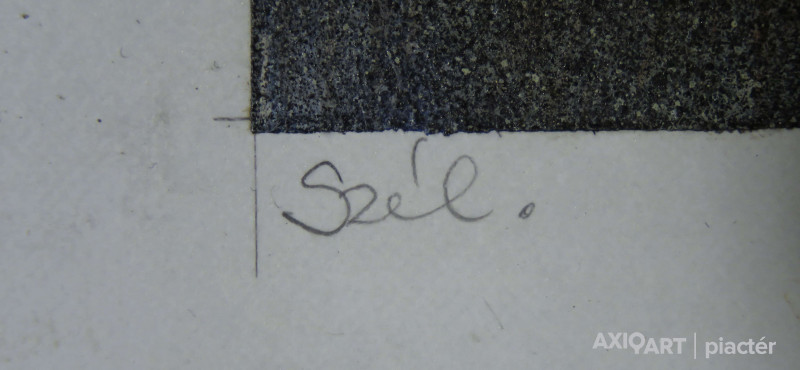 Szél.
AXIOART | piactér